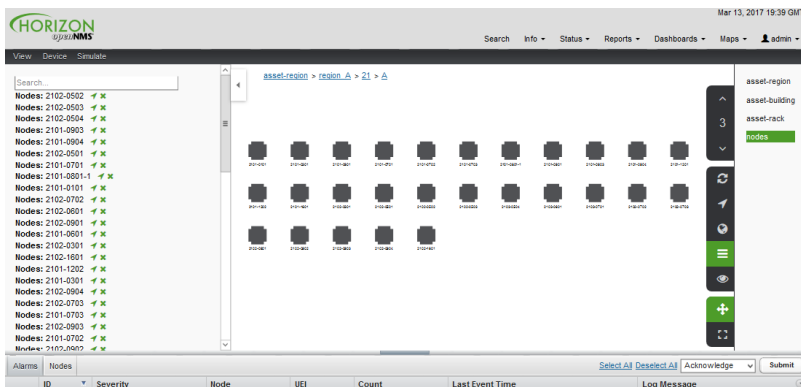 Mar 13, 2017 19:39 GMT
HORIZON
openNMS
Search Info Status Reports Dashboards Maps admin
View Device Simulate
Search...
asset-region > region_A > 21 > A
Nodes: 2102-0502
Nodes: 2102-0503
Nodes: 2102-0504
Nodes: 2101-0903
Nodes: 2101-0904
Nodes: 2102-0501
Nodes: 2101-0701
Nodes: 2101-0801-1
Nodes: 2101-0101
Nodes: 2102-0702
Nodes: 2102-0601
Nodes: 2102-0901
Nodes: 2101-0601
Nodes: 2102-0301
Nodes: 2102-1601
Nodes: 2101-1202
Nodes: 2101-0301
Nodes: 2102-0904
Nodes: 2102-0703
Nodes: 2101-0703
Nodes: 2102-0903
Nodes: 2101-0702
Nodes: 2102-0902
3
asset-region
asset-building
asset-rack
nodes
Alarms Nodes
Select All Deselect All Acknowledge Submit
ID Severity Node UEI Count Last Event Time Log Message